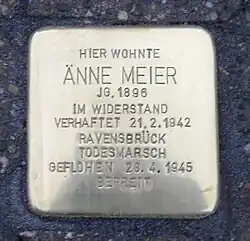 HIER WOHNTE
ÄNNE MEIER
JG. 1896
IM WIDERSTAND
VERHAFTET 21.2.1942
RAVENSBRÜCK
TODESMARSCH
GEFLOHEN 28.4.1945
BEFREIT